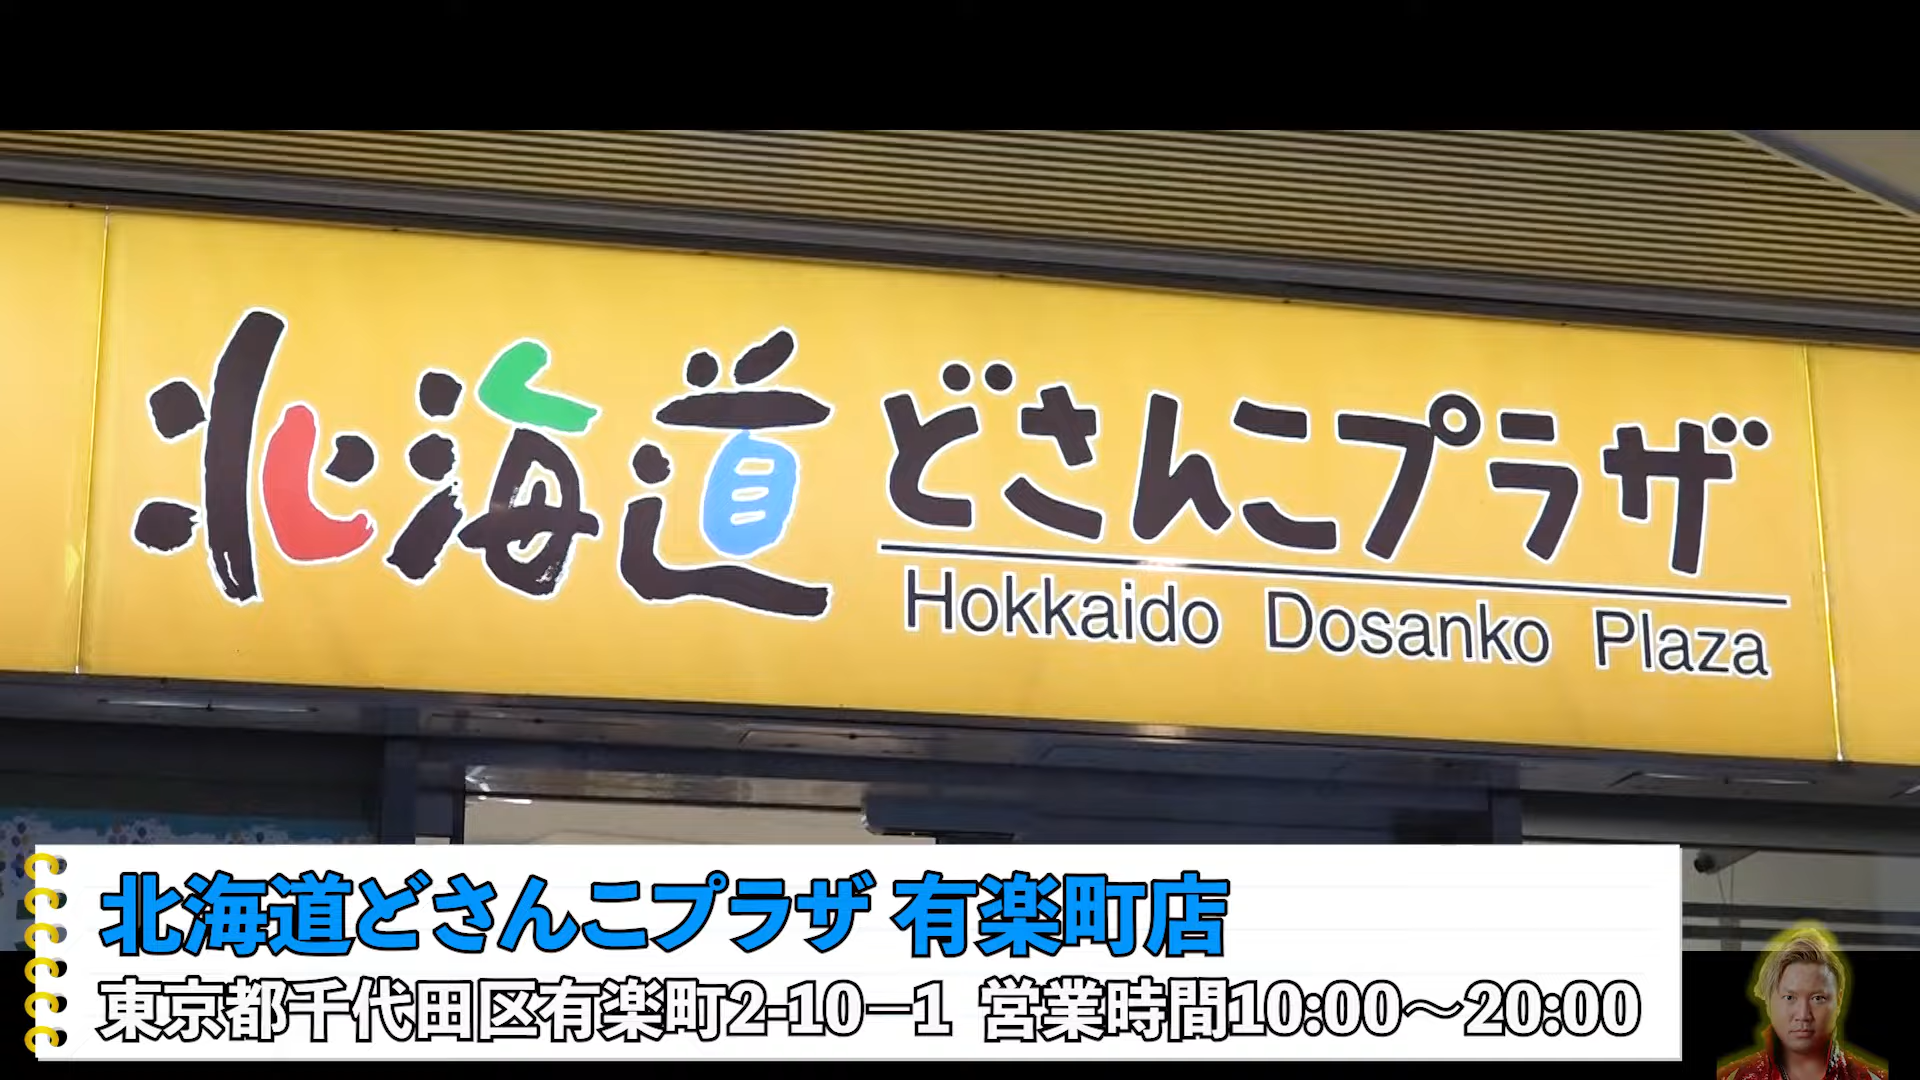 北海道どさんこプラザ
Hokkaido Dosanko Plaza
北海道どさんこプラザ 有楽町店
東京都千代田区有楽町2-10−1 営業時間10:00〜20:00